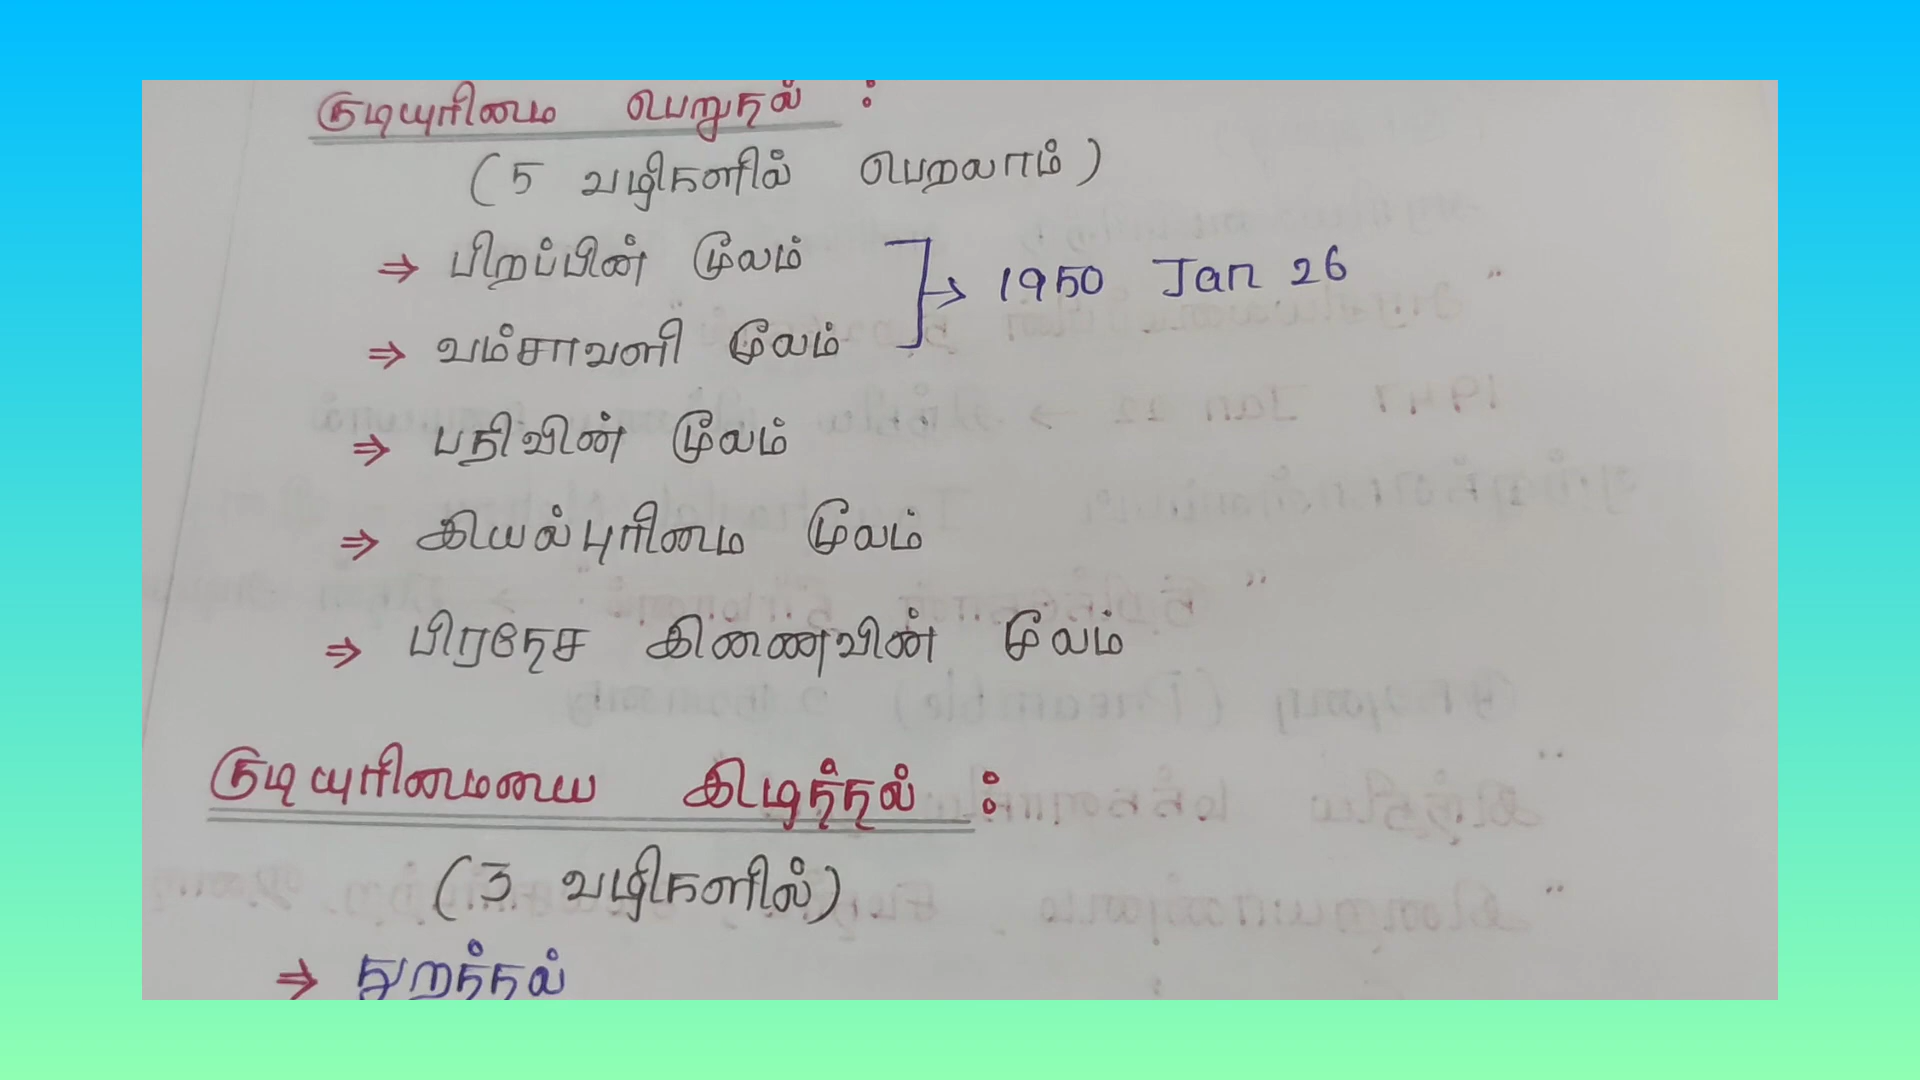 குடியுரிமை பெறுதல் :
( 5 வழிகளில் பெறலாம் )
⇒ பிறப்பின் மூலம்
→ 1950 Jan 26
⇒ வம்சாவளி மூலம்
⇒ பதிவின் மூலம்
⇒ இயல்புரிமை மூலம்
⇒ பிரதேச இணைவின் மூலம்
குடியுரிமையை இழத்தல் :
(3 வழிகளில்)
⇒ துறத்தல்